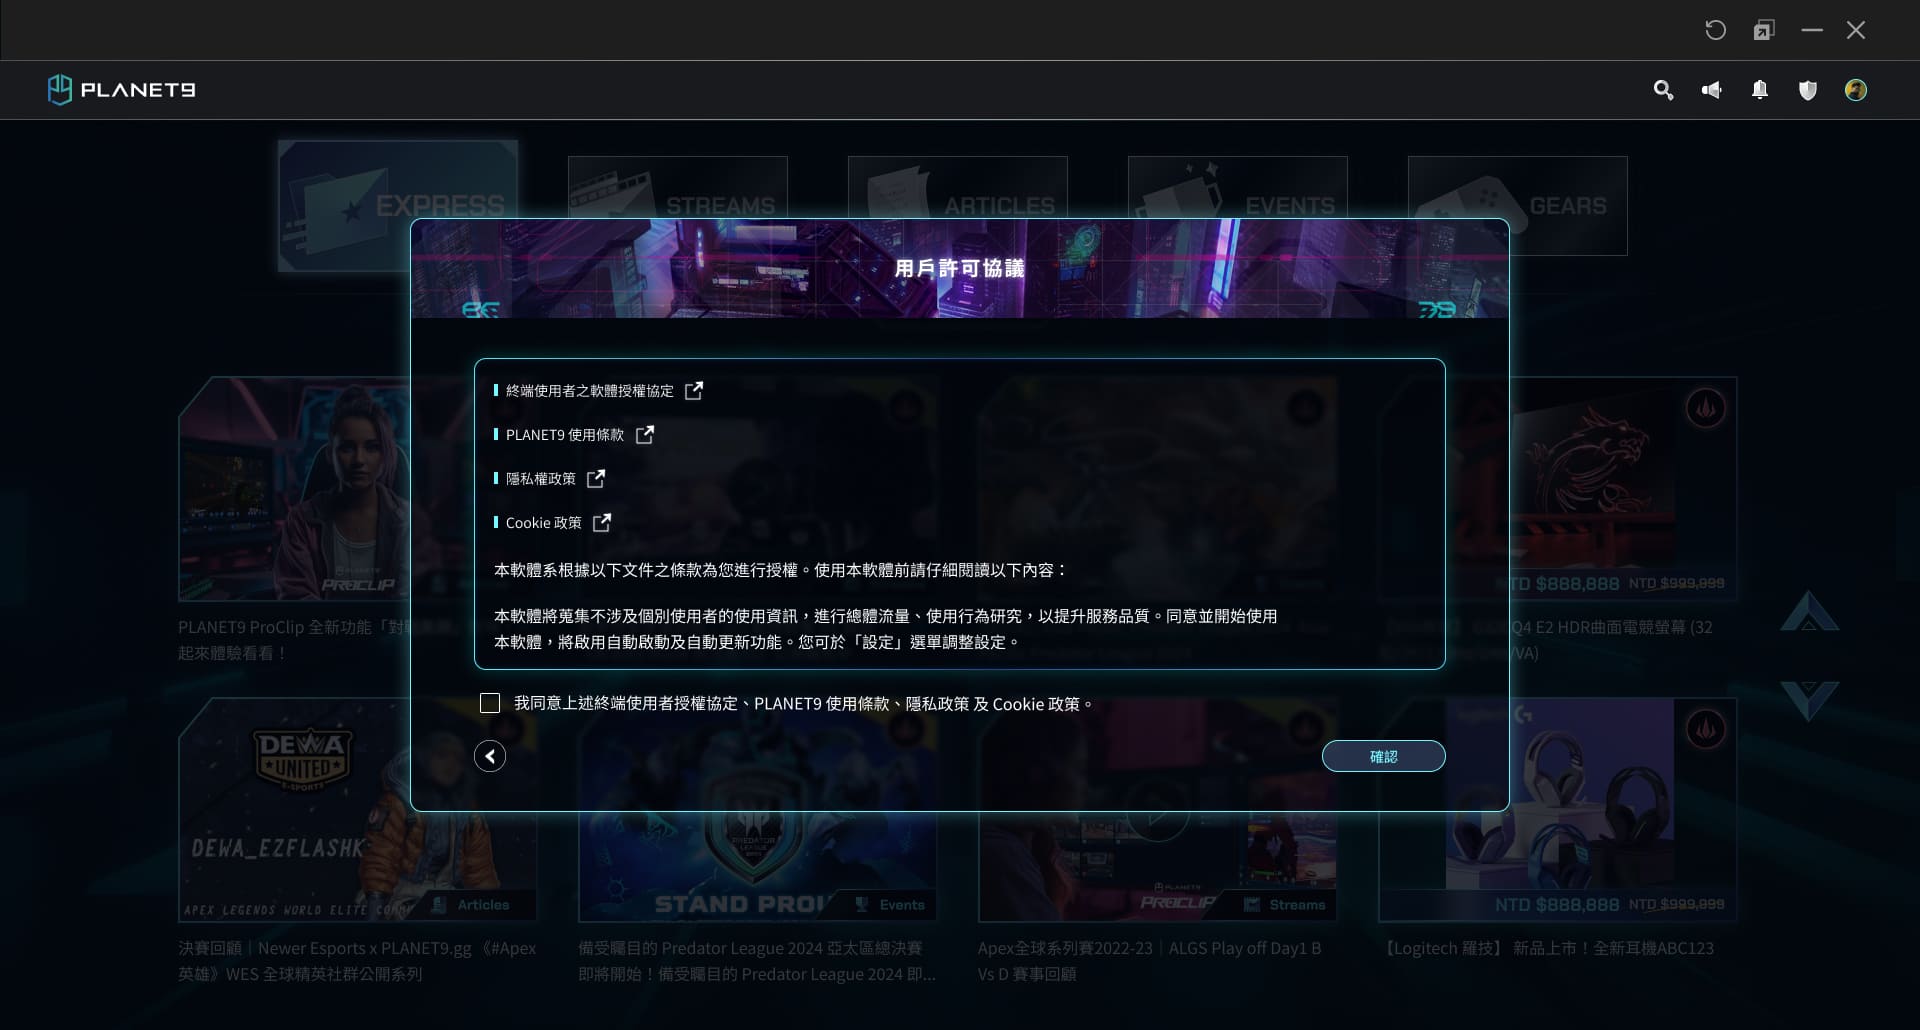 PLANET9
EXPRESS
STREAMS
ARTICLES
EVENTS
GEARS
用戶許可協議
終端使用者之軟體授權協定
PLANET9 使用條款
隱私權政策
Cookie 政策
本軟體系根據以下文件之條款為您進行授權。使用本軟體前請仔細閱讀以下內容：
本軟體將蒐集不涉及個別使用者的使用資訊，進行總體流量、使用行為研究，以提升服務品質。同意並開始使用
本軟體，將啟用自動啟動及自動更新功能。您可於「設定」選單調整設定。
我同意上述終端使用者授權協定、PLANET9 使用條款、隱私政策 及 Cookie 政策。
確認
PLANET9
PROCLIP
PLANET9 ProClip 全新功能「對戰
起來體驗看看！
NTD $888,888 NTD $999,999
Q4 E2 HDR曲面電競螢幕 (32
/VA)
DEWA
UNITED
E-SPORTS
DEWA_EZFLASHK
APEX LEGENDS WORLD ELITE COMM
Articles
決賽回顧｜Newer Esports x PLANET9.gg 《#Apex
英雄》WES 全球精英社群公開系列
PREDATOR
LEAGUE
STAND PROU
Events
備受矚目的 Predator League 2024 亞太區總決賽
即將開始！備受矚目的 Predator League 2024 即...
PLANET9
PROCLIP
Streams
Apex全球系列賽2022-23｜ALGS Play off Day1 B
Vs D 賽事回顧
logitech G
NTD $888,888 NTD $999,999
【Logitech 羅技】 新品上市！全新耳機ABC123